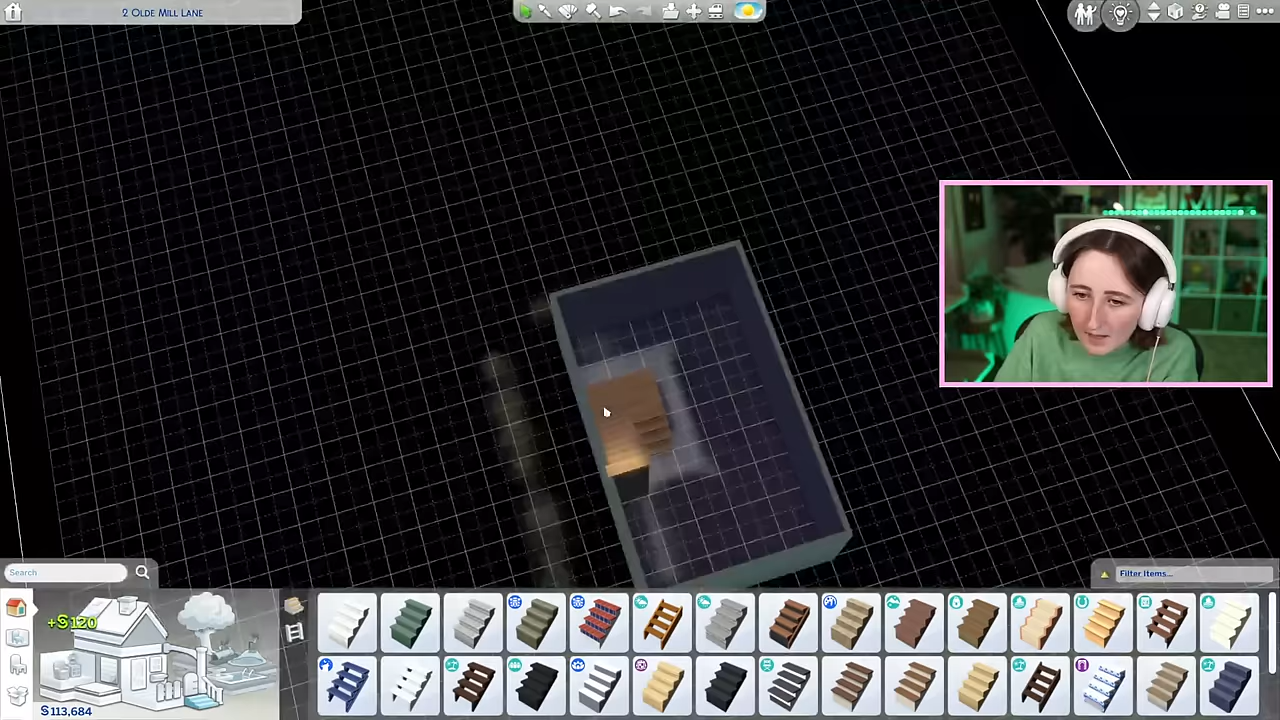 2 Olde Mill Lane
Search
Filter Items...
+§120
§113,684